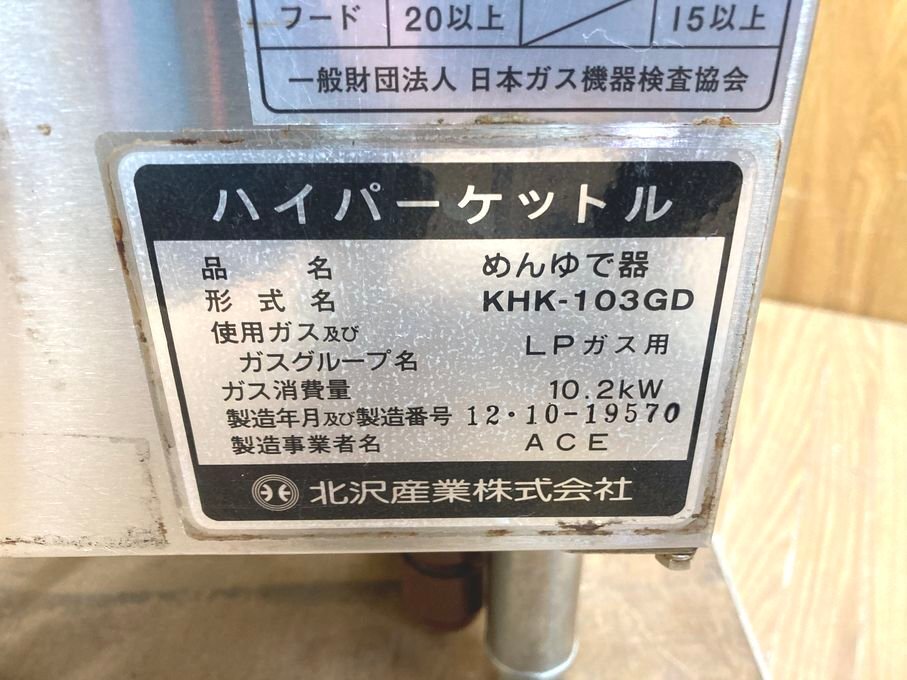 フード 20以上 15以上
一般財団法人 日本ガス機器検査協会
ハイパーケットル
品名 めんゆで器
形式名 KHK-103GD
使用ガス及び
ガスグループ名 LPガス用
ガス消費量 10.2kW
製造年月及び製造番号 12・10-19570
製造事業者名 ACE
北沢産業株式会社